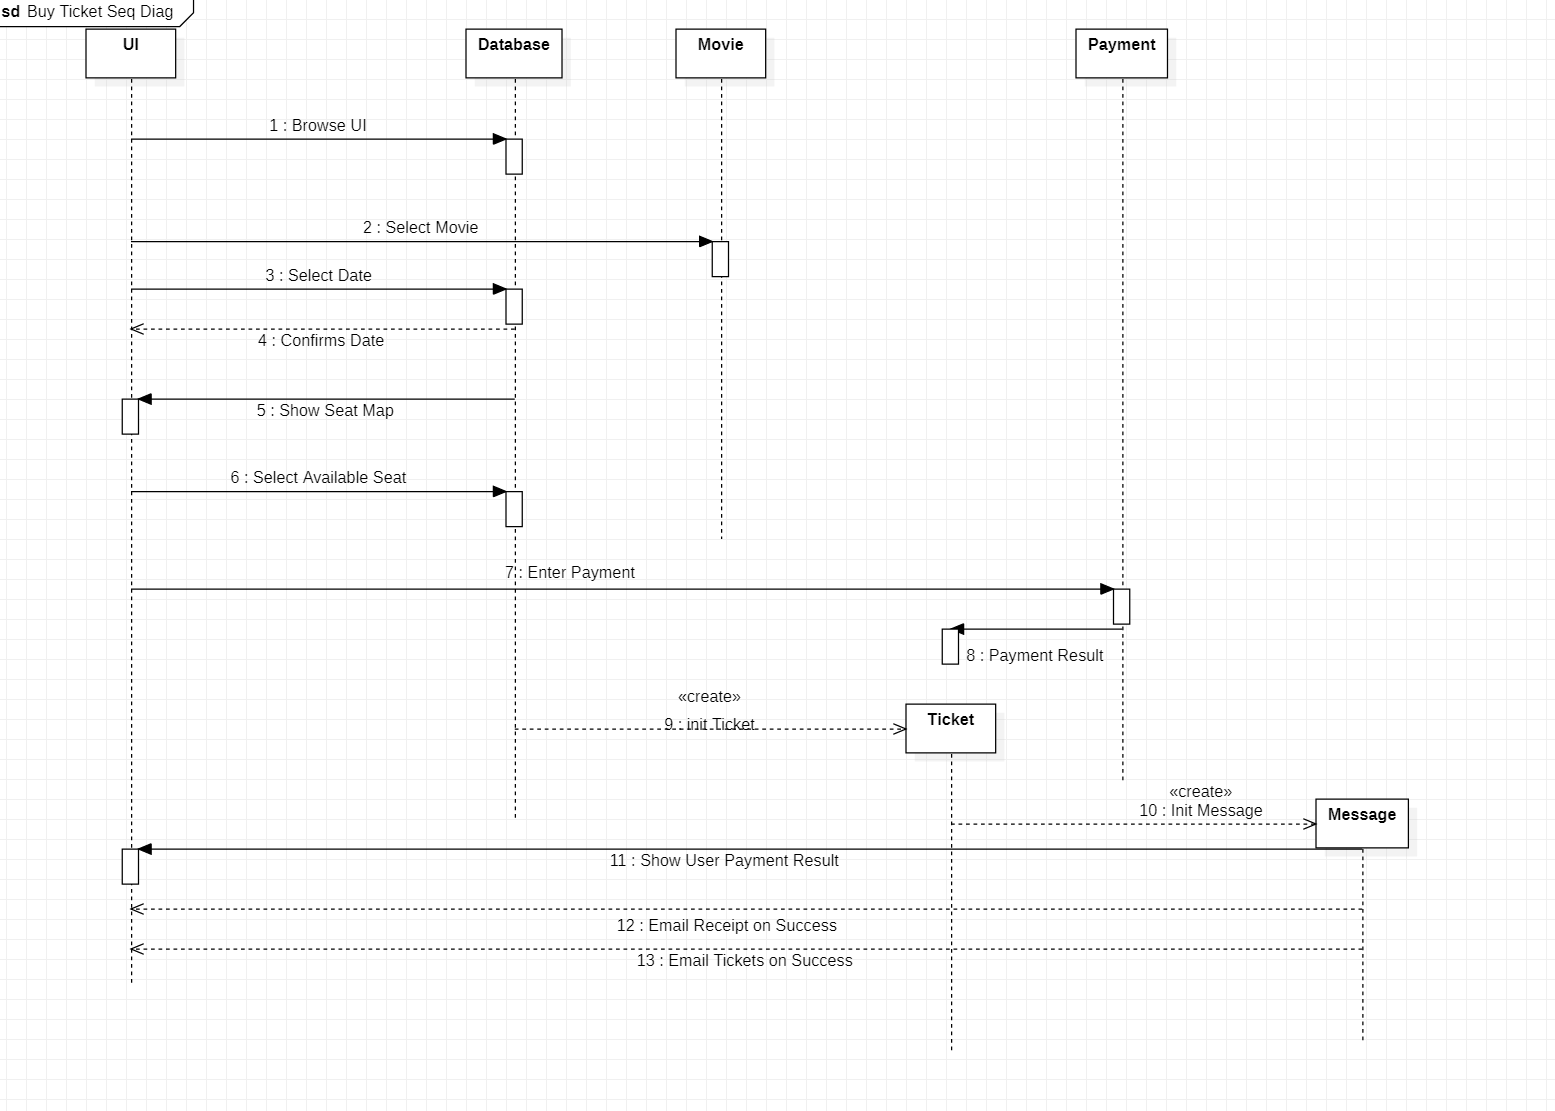 sd Buy Ticket Seq Diag
UI
Database
Movie
Payment
1 : Browse UI
2 : Select Movie
3 : Select Date
4 : Confirms Date
5 : Show Seat Map
6 : Select Available Seat
7 : Enter Payment
8 : Payment Result
«create»
9 : init Ticket
Ticket
«create»
10 : Init Message
Message
11 : Show User Payment Result
12 : Email Receipt on Success
13 : Email Tickets on Success